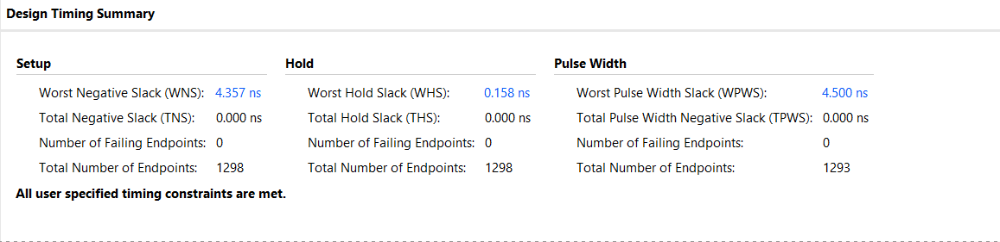 Design Timing Summary
Setup Hold Pulse Width
Worst Negative Slack (WNS): 4.357 ns Worst Hold Slack (WHS): 0.158 ns Worst Pulse Width Slack (WPWS): 4.500 ns
Total Negative Slack (TNS): 0.000 ns Total Hold Slack (THS): 0.000 ns Total Pulse Width Negative Slack (TPWS): 0.000 ns
Number of Failing Endpoints: 0 Number of Failing Endpoints: 0 Number of Failing Endpoints: 0
Total Number of Endpoints: 1298 Total Number of Endpoints: 1298 Total Number of Endpoints: 1293
All user specified timing constraints are met.